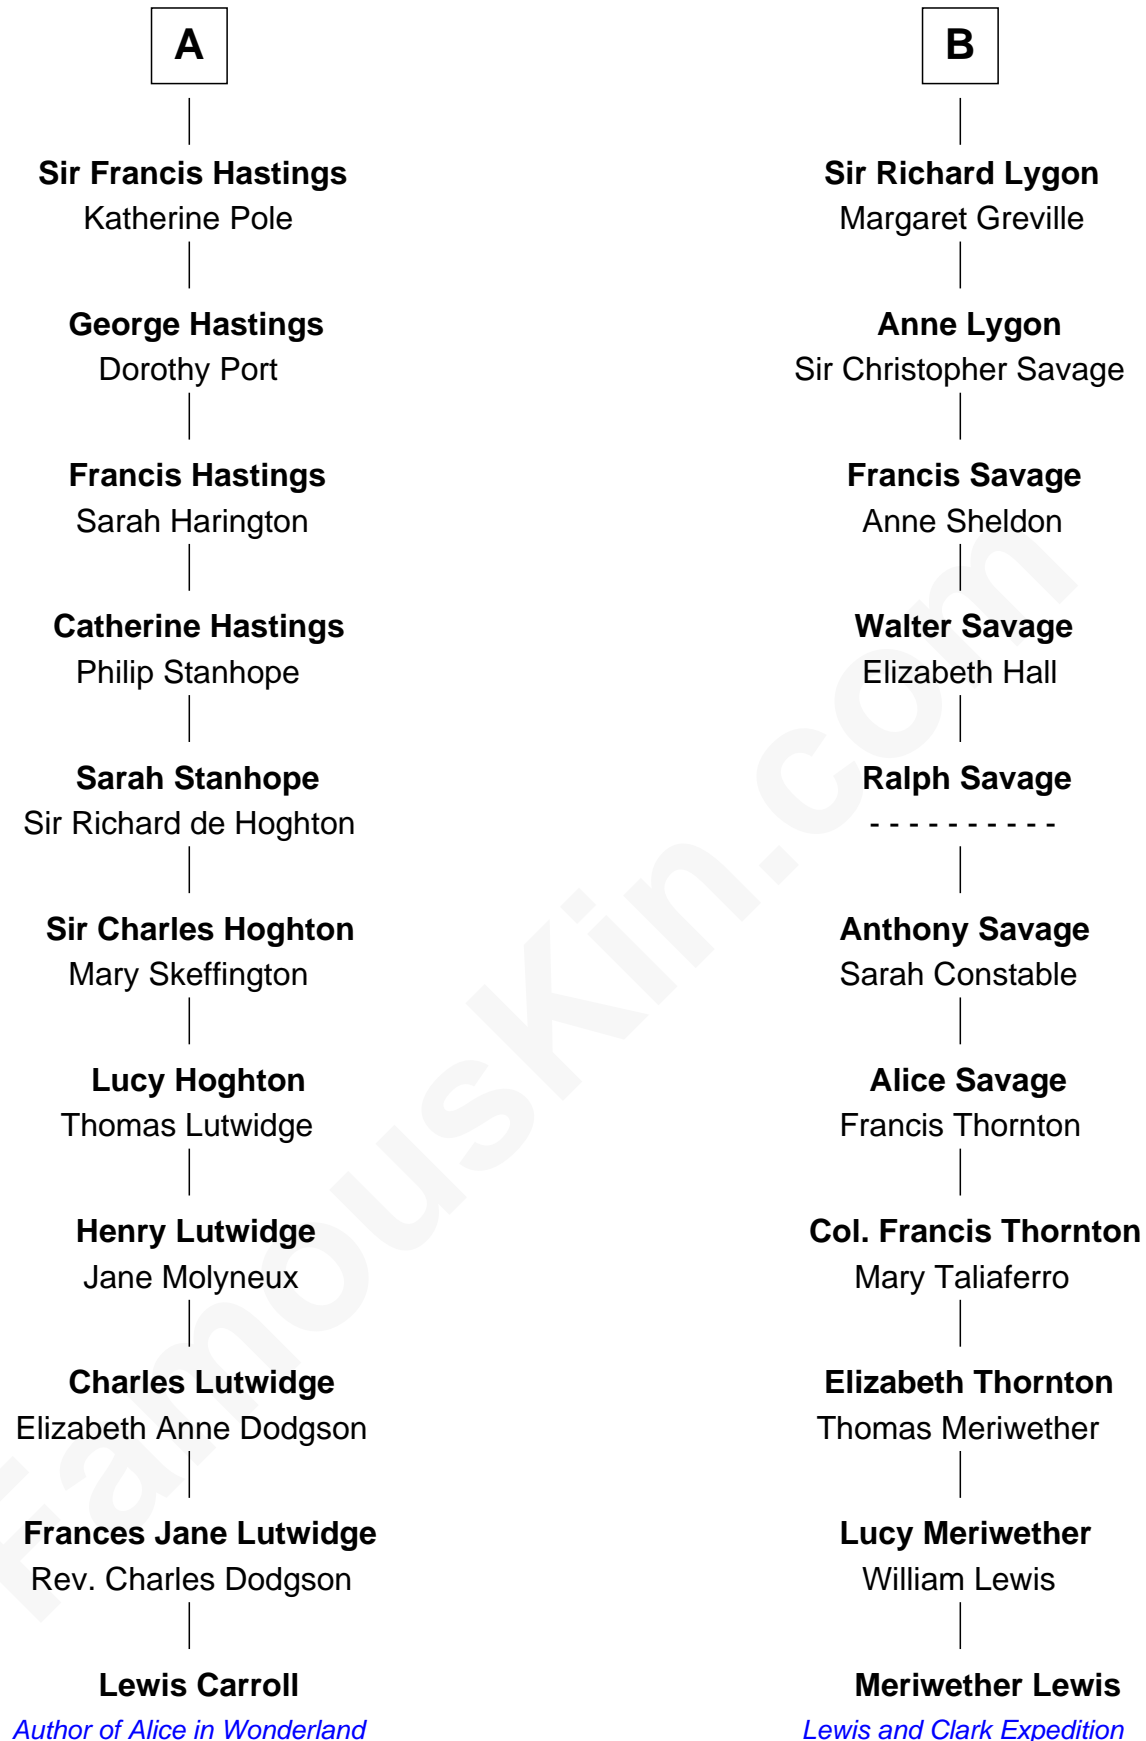 A
Sir Francis Hastings
Katherine Pole
George Hastings
Dorothy Port
Francis Hastings
Sarah Harington
Catherine Hastings
Philip Stanhope
Sarah Stanhope
Sir Richard de Hoghton
Sir Charles Hoghton
Mary Skeffington
Lucy Hoghton
Thomas Lutwidge
Henry Lutwidge
Jane Molyneux
Charles Lutwidge
Elizabeth Anne Dodgson
Frances Jane Lutwidge
Rev. Charles Dodgson
Lewis Carroll
Author of Alice in Wonderland
B
Sir Richard Lygon
Margaret Greville
Anne Lygon
Sir Christopher Savage
Francis Savage
Anne Sheldon
Walter Savage
Elizabeth Hall
Ralph Savage
- - - - - - - - - -
Anthony Savage
Sarah Constable
Alice Savage
Francis Thornton
Col. Francis Thornton
Mary Taliaferro
Elizabeth Thornton
Thomas Meriwether
Lucy Meriwether
William Lewis
Meriwether Lewis
Lewis and Clark Expedition
FamousKin.com